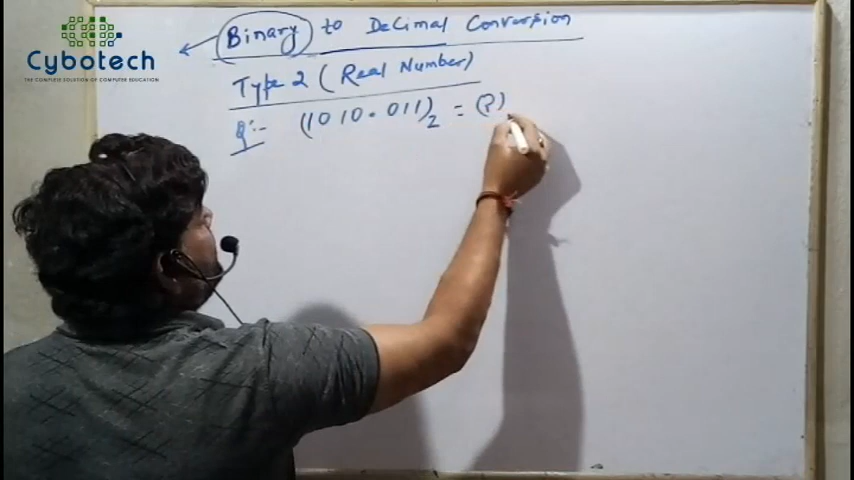 Cybotech
THE COMPLETE SOLUTION OF COMPUTER EDUCATION
Binary to Decimal Conversion
Type 2 (Real Number)
Q:- (1010.011)2 = (?)